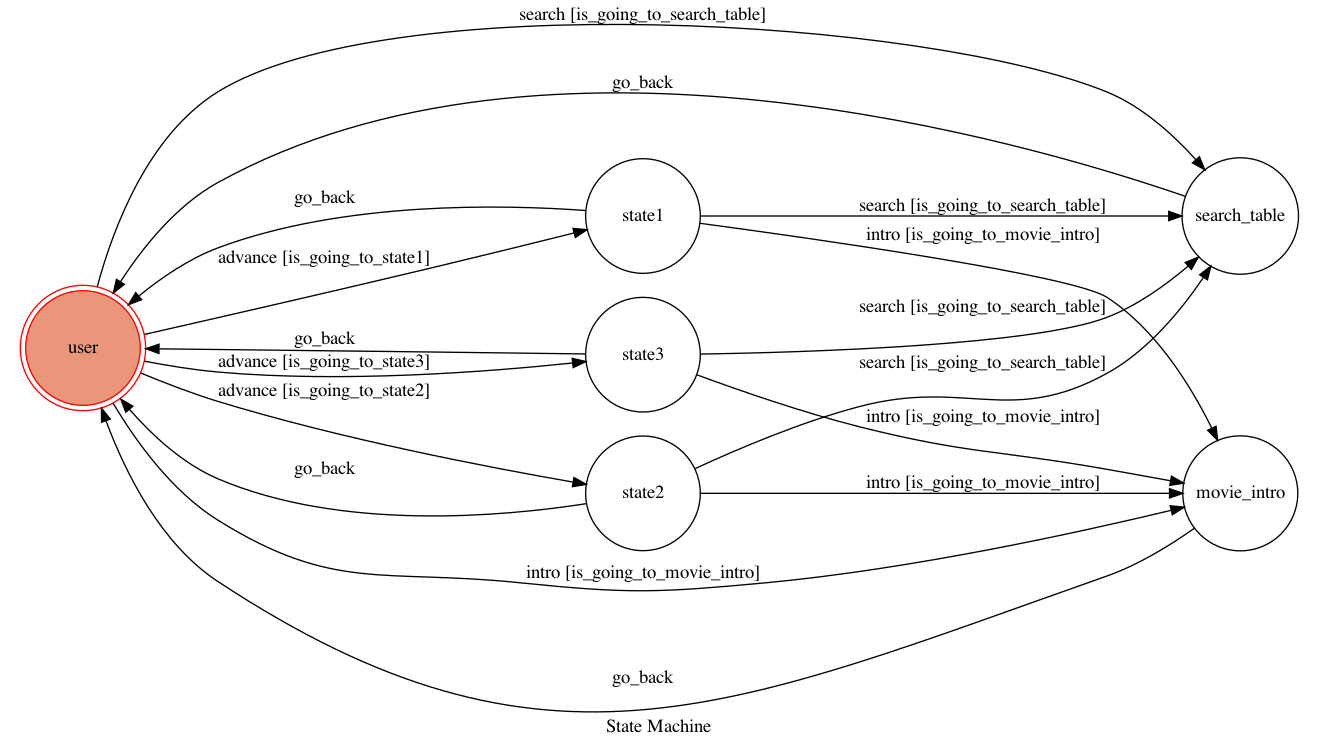 search [is_going_to_search_table]
go_back
go_back
state1
search [is_going_to_search_table]
search_table
intro [is_going_to_movie_intro]
advance [is_going_to_state1]
search [is_going_to_search_table]
user
go_back
state3
advance [is_going_to_state3]
search [is_going_to_search_table]
advance [is_going_to_state2]
intro [is_going_to_movie_intro]
go_back
state2
intro [is_going_to_movie_intro]
movie_intro
intro [is_going_to_movie_intro]
go_back
State Machine